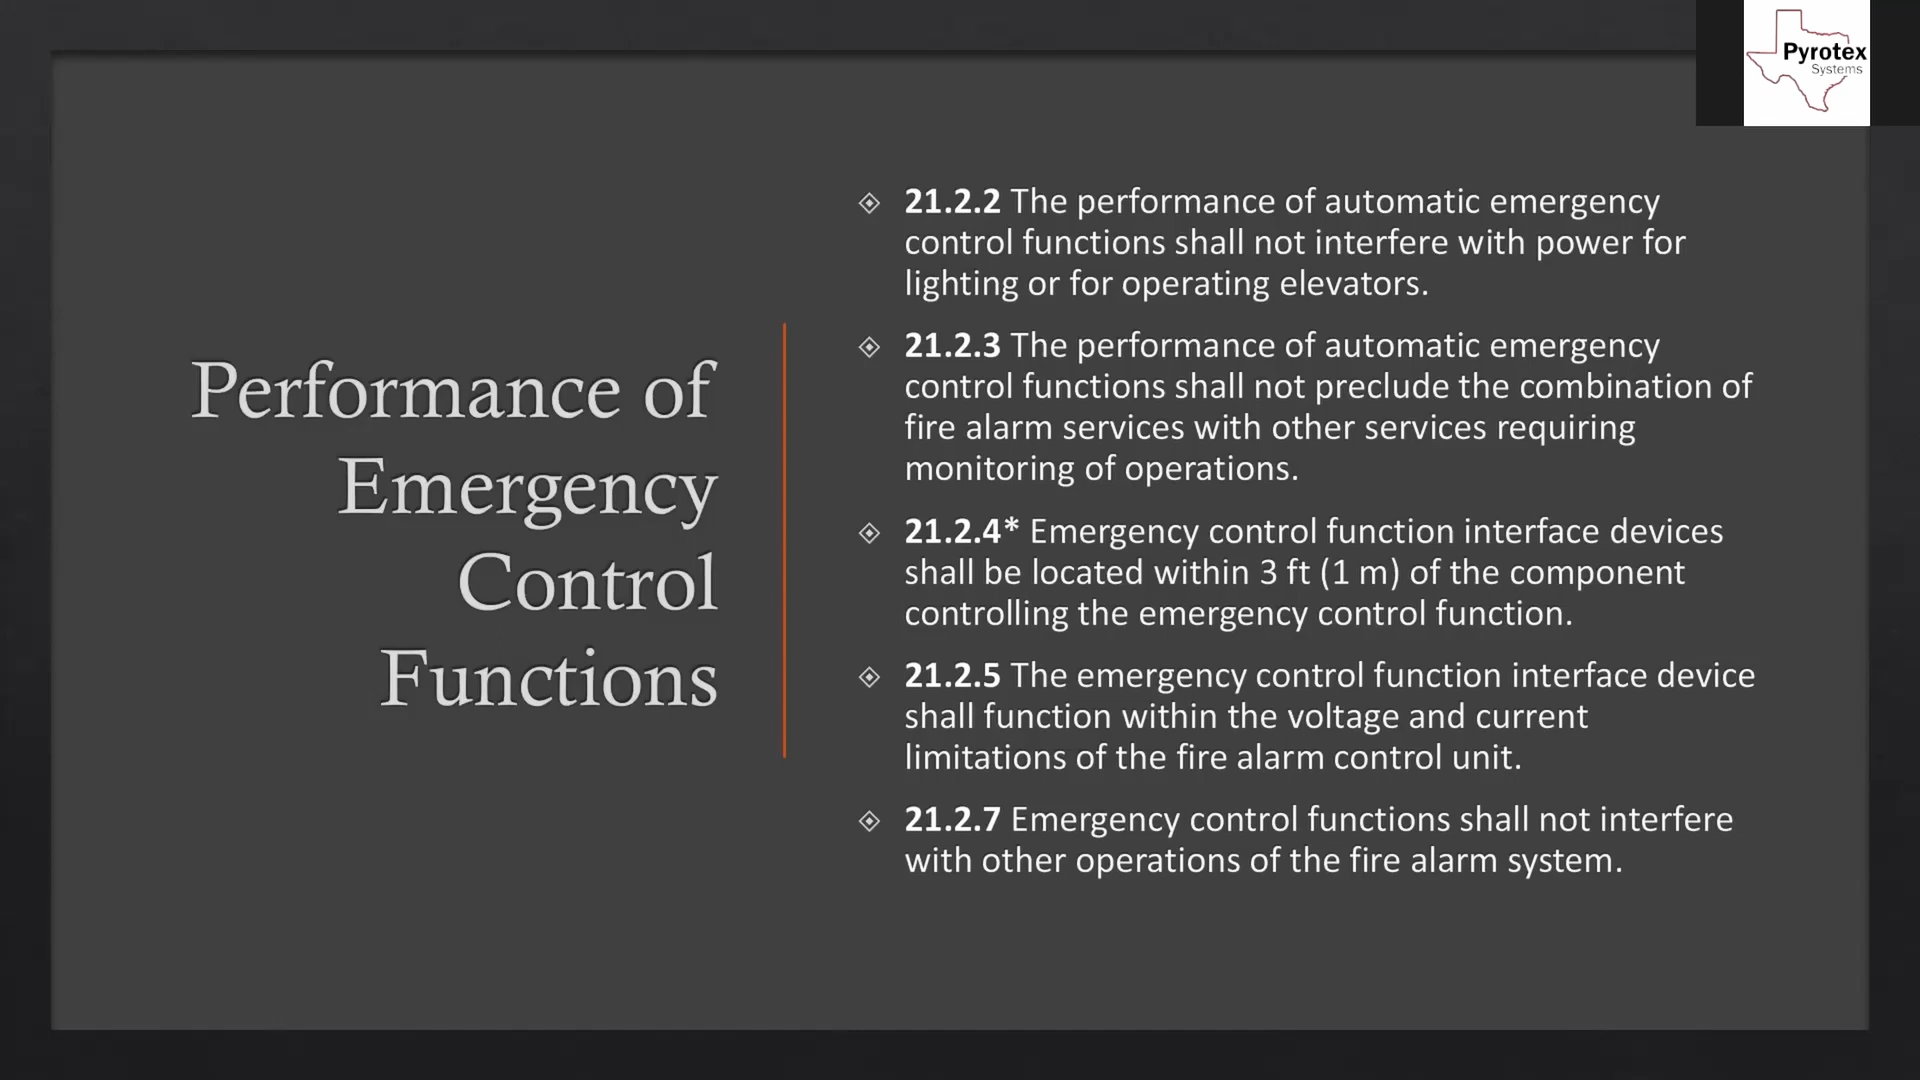 Pyrotex
Systems
Performance of
Emergency
Control
Functions
21.2.2 The performance of automatic emergency
control functions shall not interfere with power for
lighting or for operating elevators.
21.2.3 The performance of automatic emergency
control functions shall not preclude the combination of
fire alarm services with other services requiring
monitoring of operations.
21.2.4* Emergency control function interface devices
shall be located within 3 ft (1 m) of the component
controlling the emergency control function.
21.2.5 The emergency control function interface device
shall function within the voltage and current
limitations of the fire alarm control unit.
21.2.7 Emergency control functions shall not interfere
with other operations of the fire alarm system.